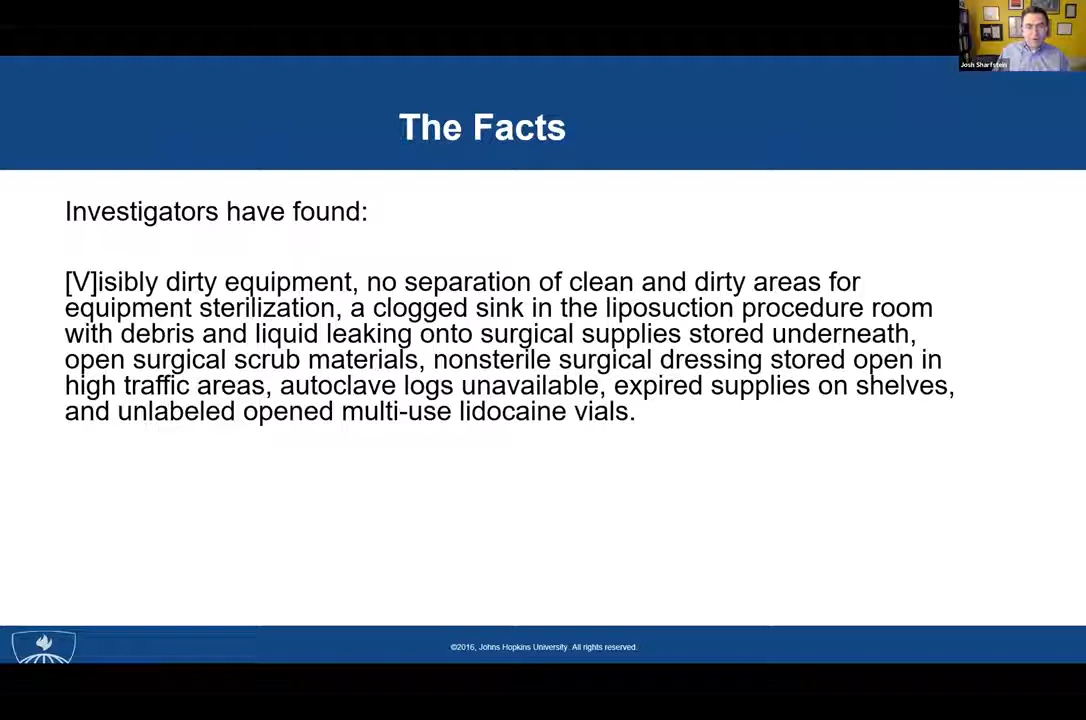 Josh Sharfstein
The Facts
Investigators have found:
[V]isibly dirty equipment, no separation of clean and dirty areas for
equipment sterilization, a clogged sink in the liposuction procedure room
with debris and liquid leaking onto surgical supplies stored underneath,
open surgical scrub materials, nonsterile surgical dressing stored open in
high traffic areas, autoclave logs unavailable, expired supplies on shelves,
and unlabeled opened multi-use lidocaine vials.
©2016, Johns Hopkins University. All rights reserved.